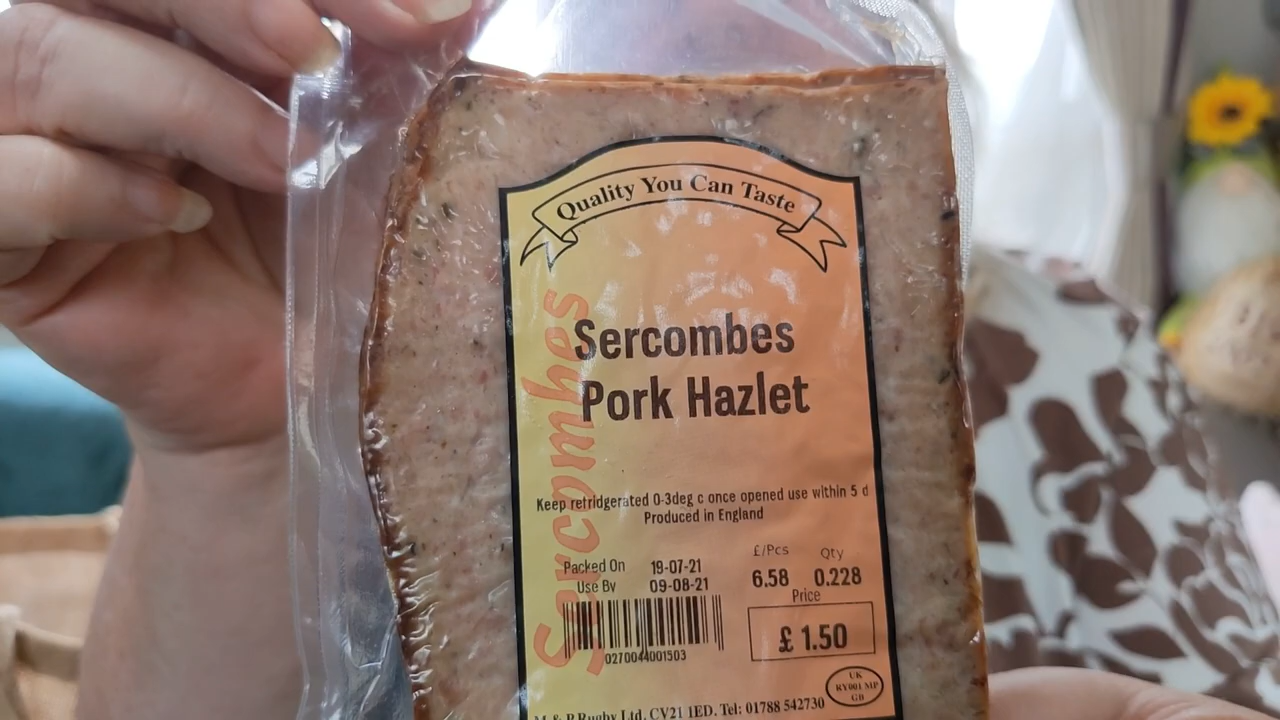 Quality You Can Taste
Sercombes
Sercombes
Pork Hazlet
Keep retridgerated 0-3deg c once opened use within 5 d
Produced in England
£/Pcs Qty
Packed On 19-07-21
6.58 0.228
Use By 09-08-21
Price
£ 1.50
0270044001503
UK
RY001 MP
GB
M & P Rugby Ltd, CV21 1ED. Tel: 01788 542730